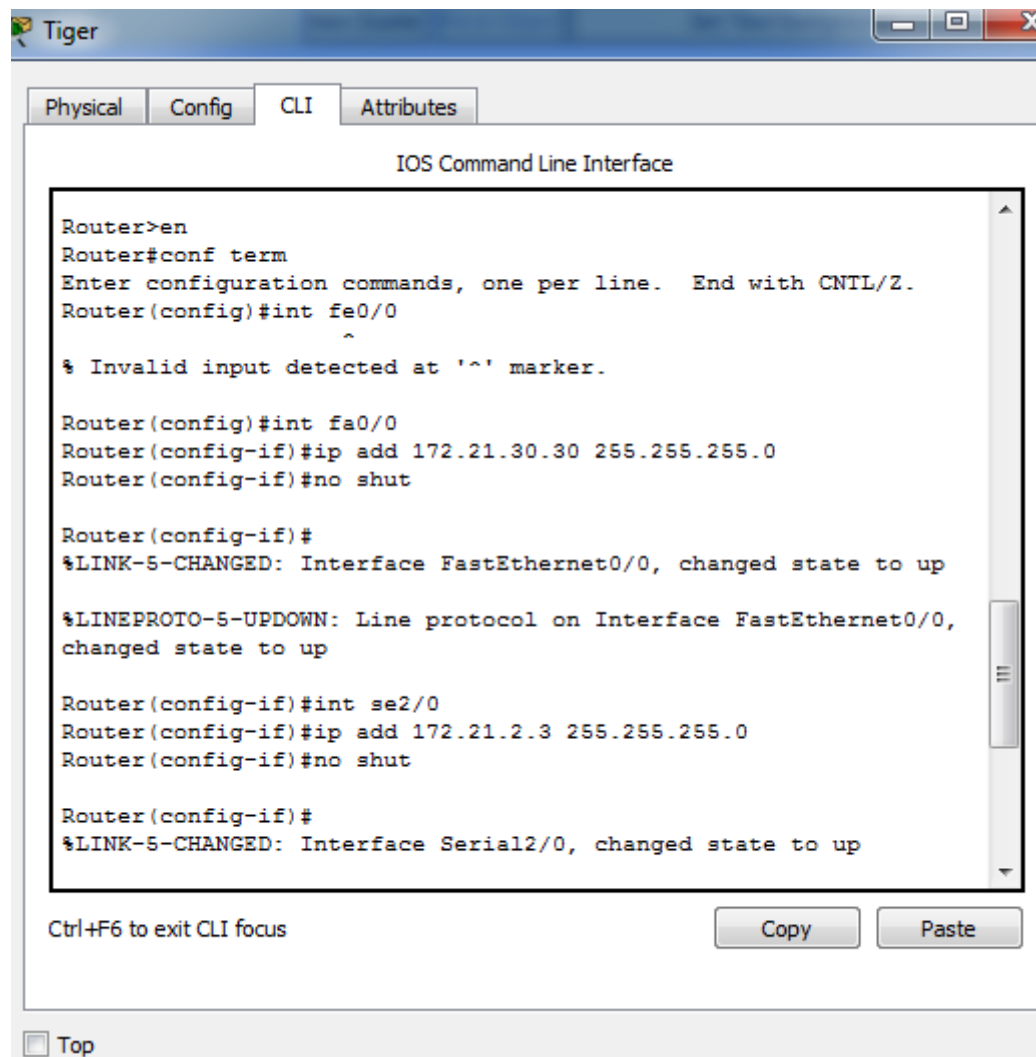 Tiger
Physical Config CLI Attributes
IOS Command Line Interface
Router>en
Router#conf term
Enter configuration commands, one per line.  End with CNTL/Z.
Router(config)#int fe0/0
^
% Invalid input detected at '^' marker.
Router(config)#int fa0/0
Router(config-if)#ip add 172.21.30.30 255.255.255.0
Router(config-if)#no shut
Router(config-if)#
%LINK-5-CHANGED: Interface FastEthernet0/0, changed state to up
%LINEPROTO-5-UPDOWN: Line protocol on Interface FastEthernet0/0,
changed state to up
Router(config-if)#int se2/0
Router(config-if)#ip add 172.21.2.3 255.255.255.0
Router(config-if)#no shut
Router(config-if)#
%LINK-5-CHANGED: Interface Serial2/0, changed state to up
Ctrl+F6 to exit CLI focus
Copy Paste
Top